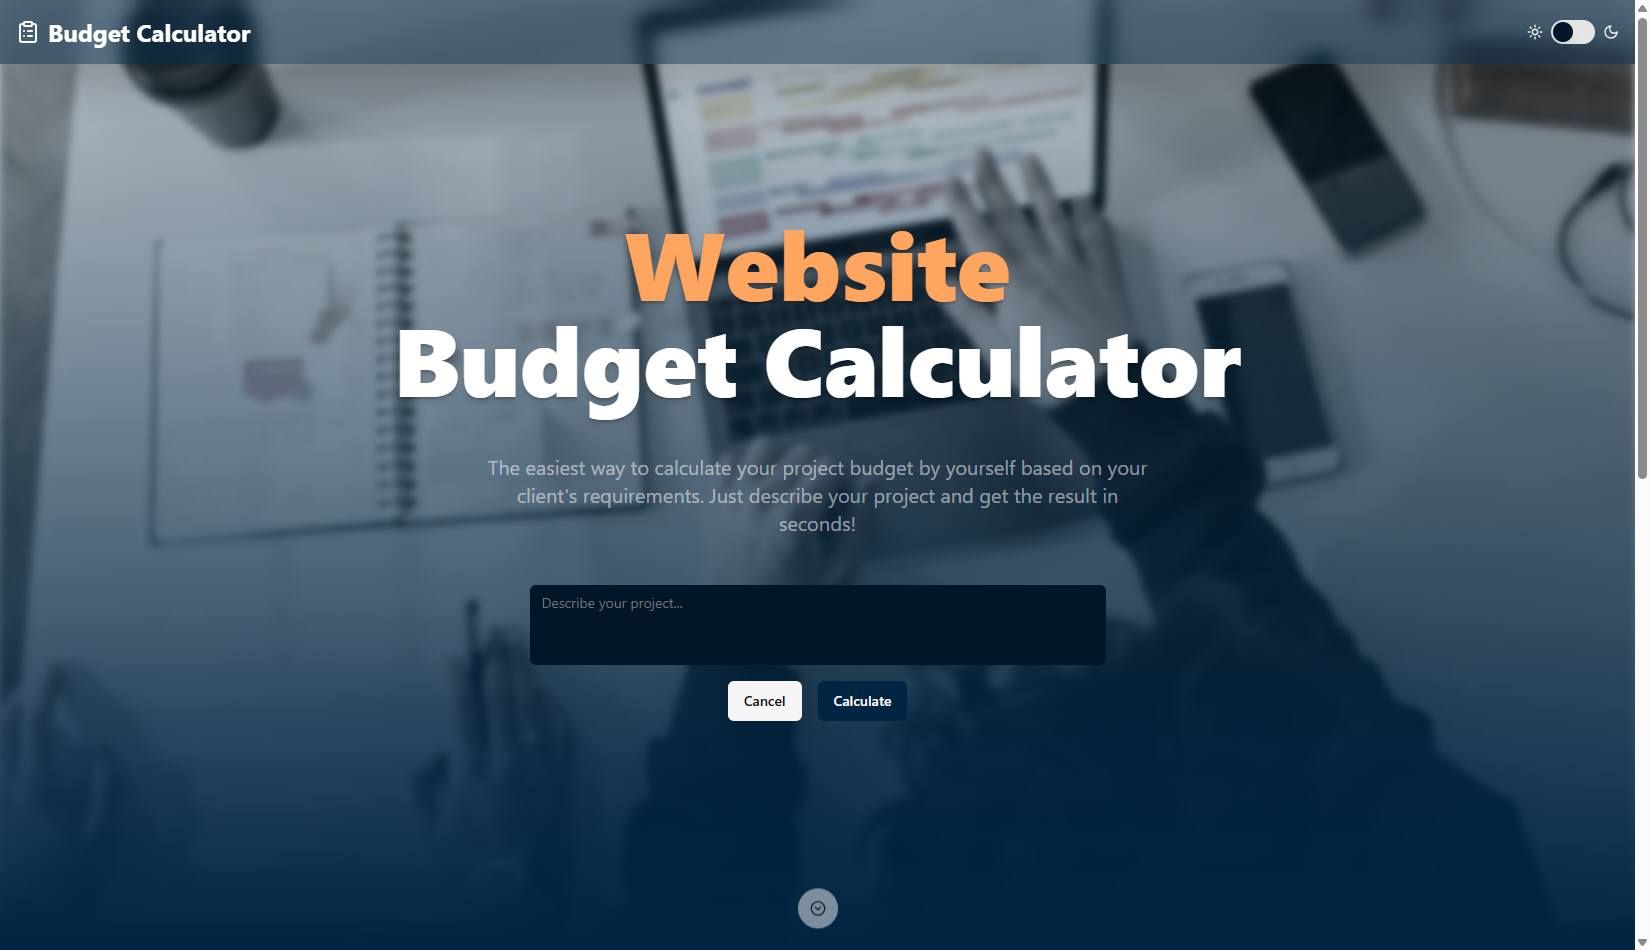 Budget Calculator
Website
Budget Calculator
The easiest way to calculate your project budget by yourself based on your
client's requirements. Just describe your project and get the result in
seconds!
Describe your project...
Cancel
Calculate